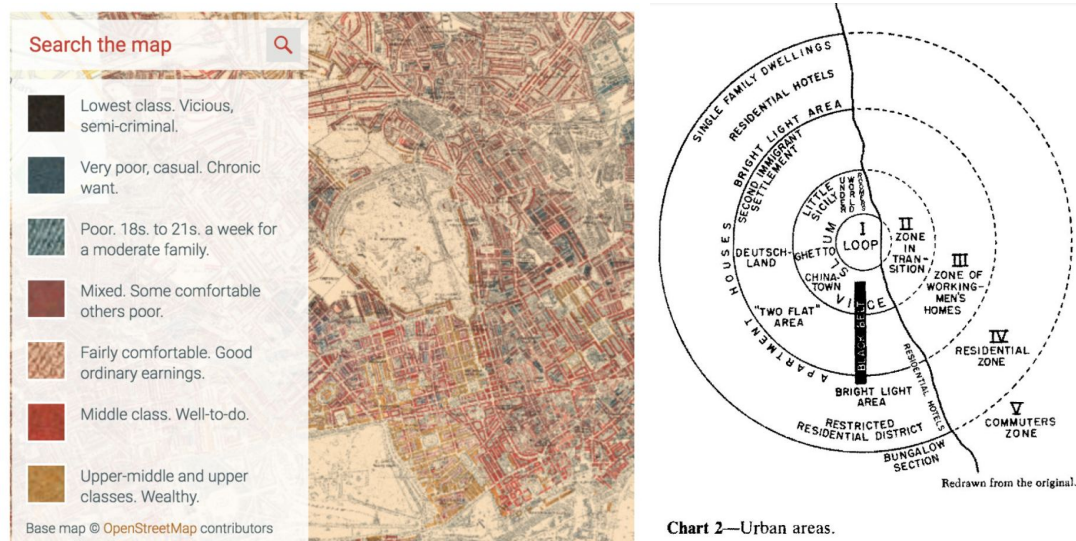 Search the map
Lowest class. Vicious,
semi-criminal.
Very poor, casual. Chronic
want.
Poor. 18s. to 21s. a week for
a moderate family.
Mixed. Some comfortable
others poor.
Fairly comfortable. Good
ordinary earnings.
Middle class. Well-to-do.
Upper-middle and upper
classes. Wealthy.
Base map © OpenStreetMap contributors
SINGLE FAMILY DWELLINGS
RESIDENTIAL HOTELS
BRIGHT LIGHT AREA
SECOND IMMIGRANT
SETTLEMENT
LITTLE
SICILY
UNDER
WORLD
ROOMERS
I
LOOP
II
ZONE
IN
TRAN-
SITION
III
ZONE OF
WORKING-
MEN'S
HOMES
IV
RESIDENTIAL
ZONE
V
COMMUTERS
ZONE
DEUTSCH-
LAND
GHETTO
SLUM
CHINA-
TOWN
VICE
"TWO FLAT"
AREA
BLACK BELT
APARTMENT HOUSES
BRIGHT LIGHT
AREA
RESIDENTIAL HOTELS
RESTRICTED
RESIDENTIAL DISTRICT
BUNGALOW
SECTION
Redrawn from the original.
Chart 2—Urban areas.